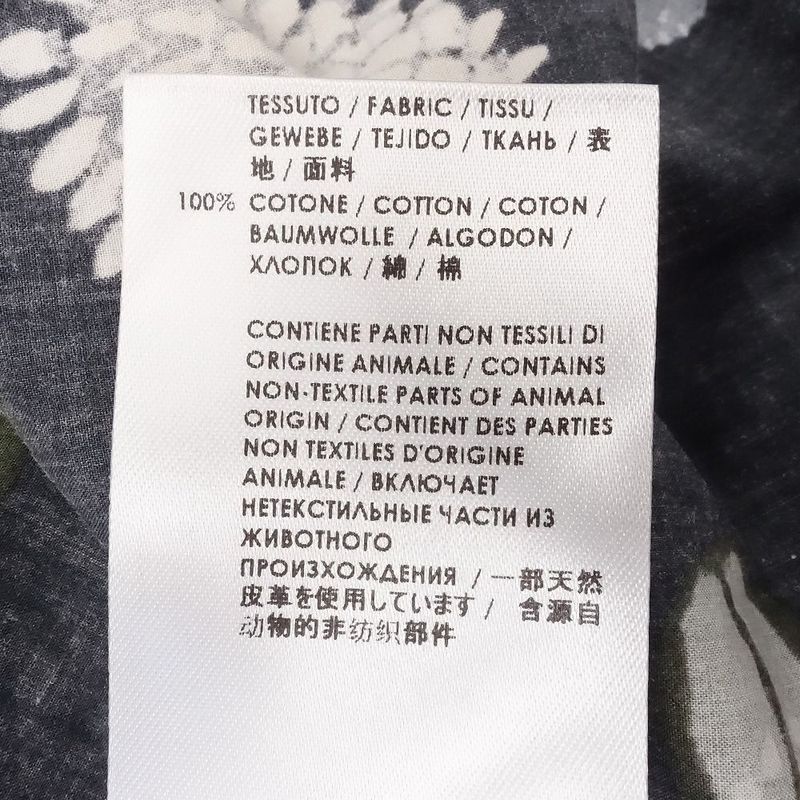 TESSUTO / FABRIC / TISSU /
GEWEBE / TEJIDO / ТКАНЬ / 表
地 / 面料
100% COTONE / COTTON / COTON /
BAUMWOLLE / ALGODON /
ХЛОПОК / 綿 / 棉
CONTIENE PARTI NON TESSILI DI
ORIGINE ANIMALE / CONTAINS
NON-TEXTILE PARTS OF ANIMAL
ORIGIN / CONTIENT DES PARTIES
NON TEXTILES D'ORIGINE
ANIMALE / ВКЛЮЧАЕТ
НЕТЕКСТИЛЬНЫЕ ЧАСТИ ИЗ
ЖИВОТНОГО
ПРОИЗХОЖДЕНИЯ / 一部天然
皮革を使用しています / 含源自
动物的非纺织部件